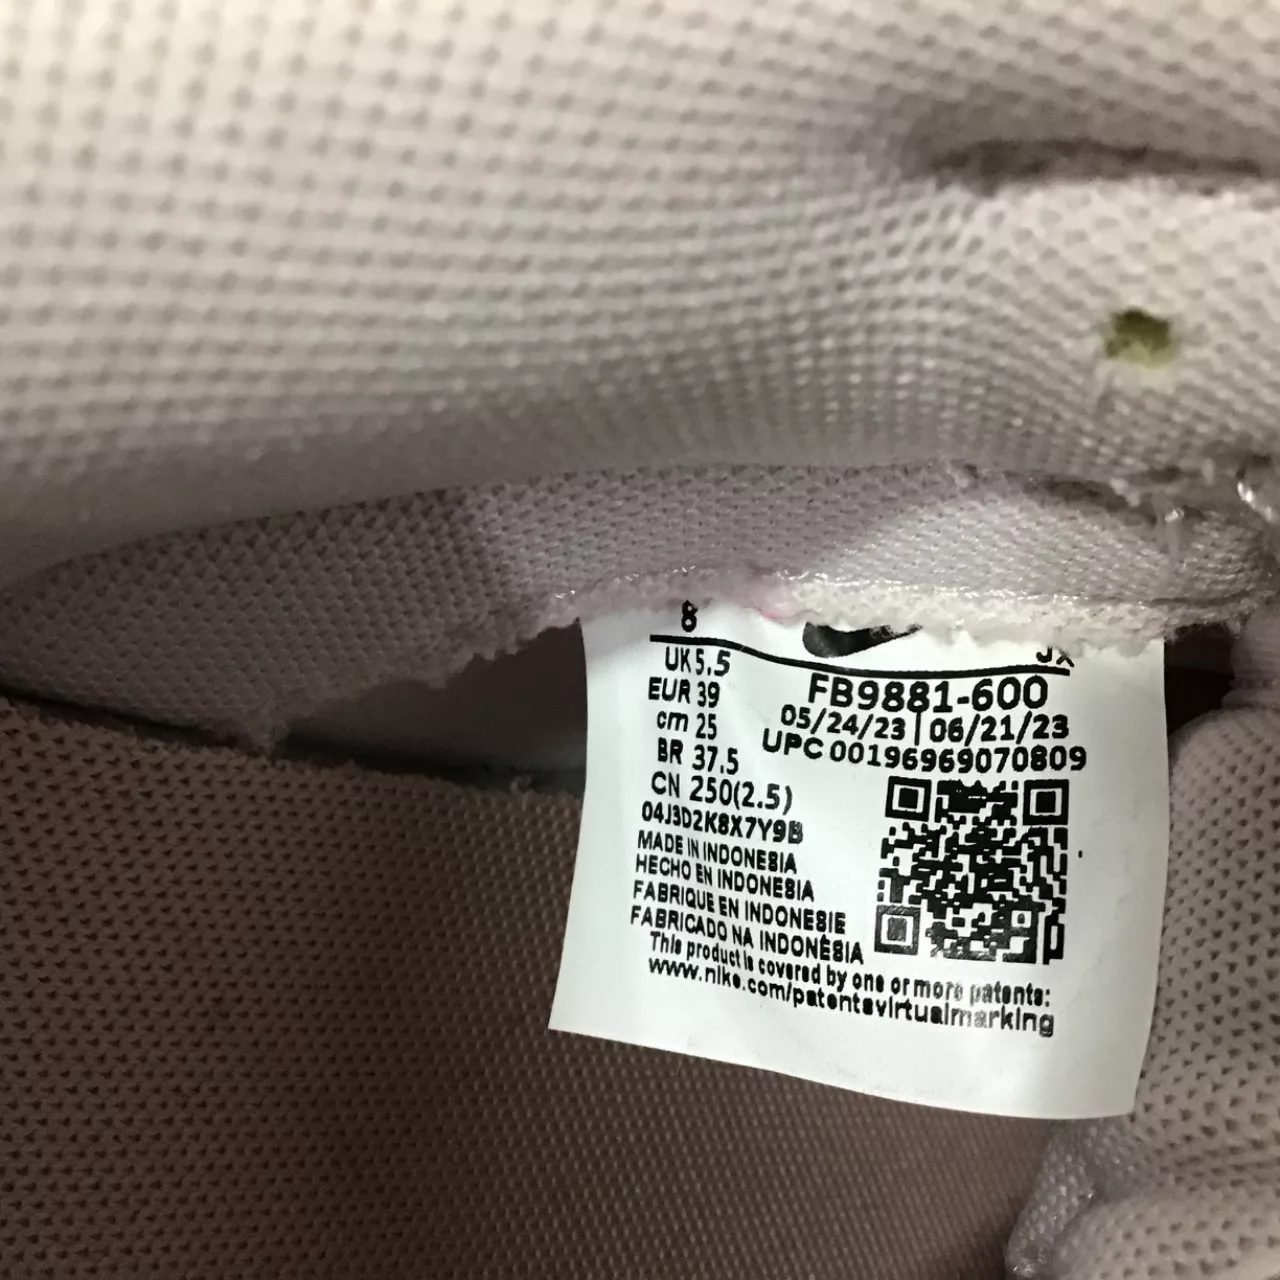 8
JX
UK 5.5
EUR 39
cm 25
BR 37.5
CN 250(2.5)
04J3D2K8X7Y9B
FB9881-600
05/24/23 | 06/21/23
UPC 00196969070809
MADE IN INDONESIA
HECHO EN INDONESIA
FABRIQUE EN INDONESIE
FABRICADO NA INDONÉSIA
This product is covered by one or more patents:
www.nike.com/patentsvirtualmarking